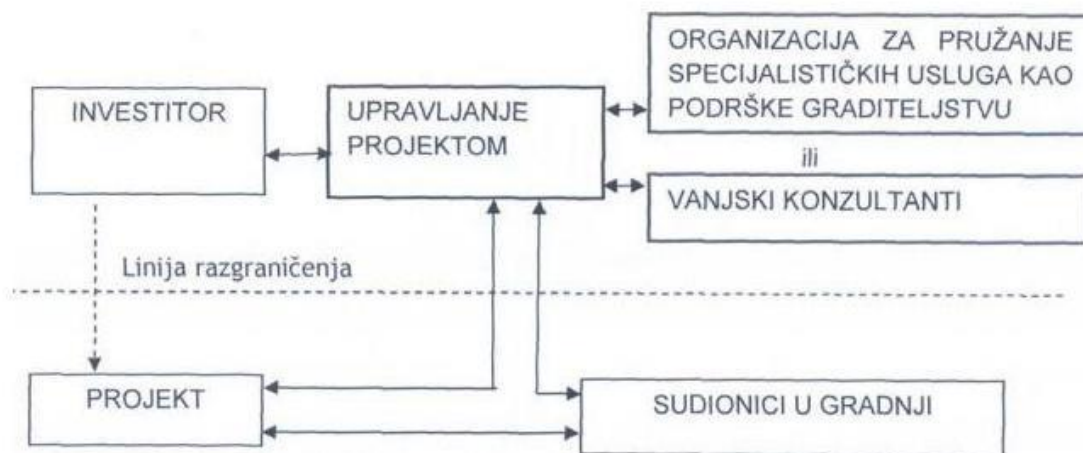 ORGANIZACIJA ZA PRUŽANJE
SPECIJALISTIČKIH USLUGA KAO
PODRŠKE GRADITELJSTVU
INVESTITOR
UPRAVLJANJE
PROJEKTOM
ili
VANJSKI KONZULTANTI
Linija razgraničenja
PROJEKT
SUDIONICI U GRADNJI